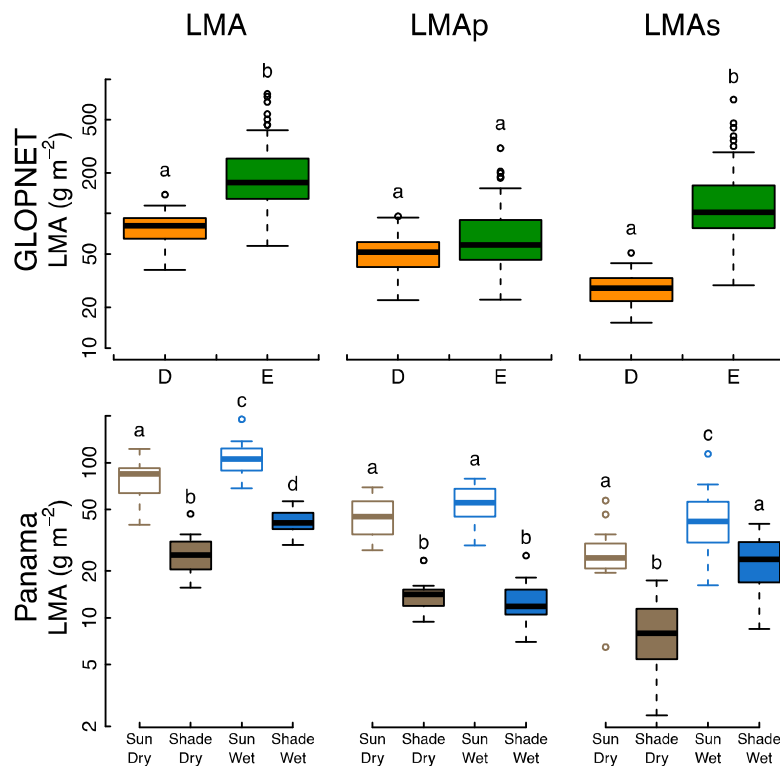 LMA LMAp LMAs
GLOPNET
LMA (g m−2)
500
200
50
20
10
a b
a a
a b
D E D E D E
Panama
LMA (g m−2)
100
50
20
10
5
2
a b c d
a b a b
a b c a
Sun Shade Sun Shade Sun Shade Sun Shade Sun Shade Sun Shade
Dry Dry Wet Wet Dry Dry Wet Wet Dry Dry Wet Wet